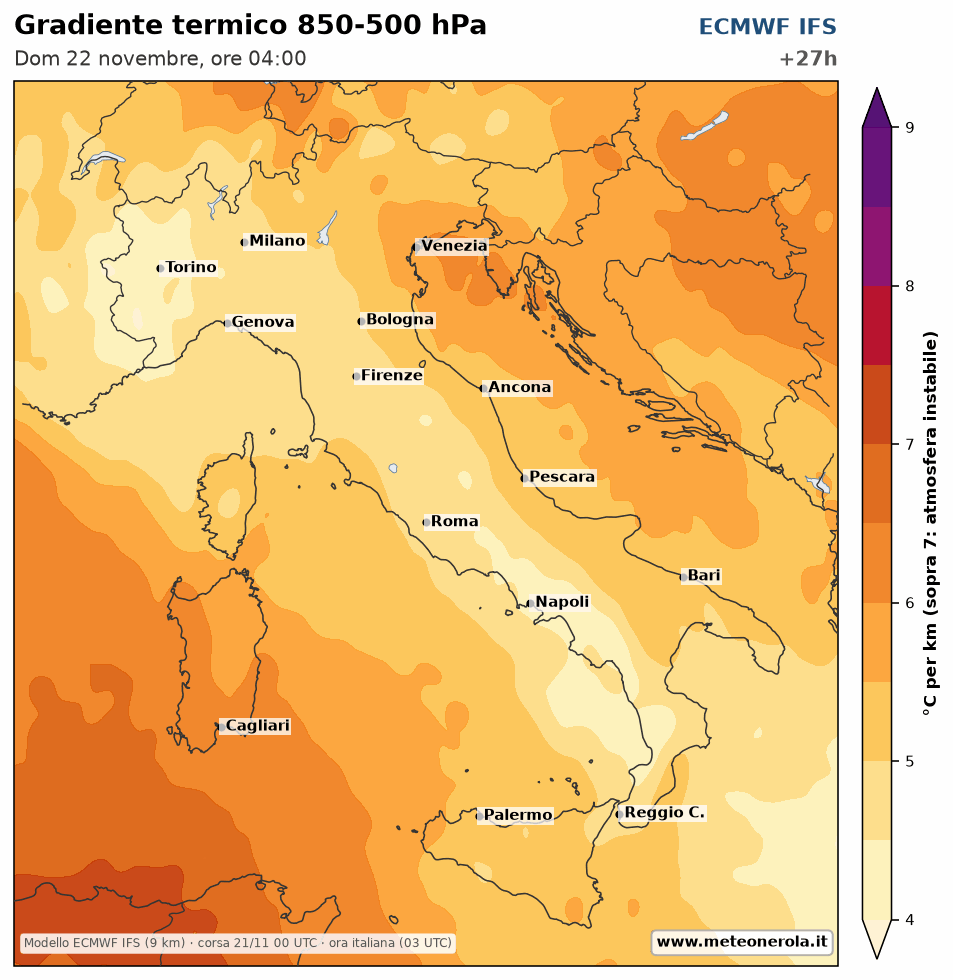 Gradiente termico 850-500 hPa
ECMWF IFS
Dom 22 novembre, ore 04:00
+27h
Milano
Venezia
Torino
Genova
Bologna
Firenze
Ancona
Pescara
Roma
Bari
Napoli
Cagliari
Palermo
Reggio C.
9
8
7
6
5
4
°C per km (sopra 7: atmosfera instabile)
Modello ECMWF IFS (9 km) · corsa 21/11 00 UTC · ora italiana (03 UTC)
www.meteonerola.it